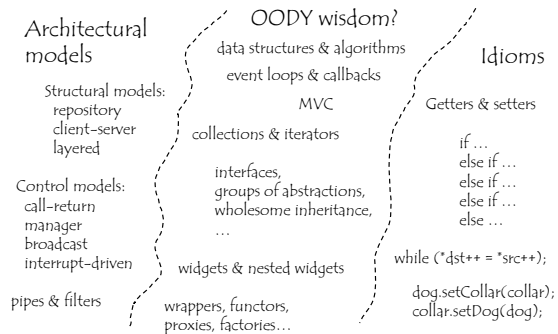 Architectural
models
Structural models:
repository
client-server
layered
Control models:
call-return
manager
broadcast
interrupt-driven
pipes & filters
OODY wisdom?
data structures & algorithms
event loops & callbacks
MVC
collections & iterators
interfaces,
groups of abstractions,
wholesome inheritance,
…
widgets & nested widgets
wrappers, functors,
proxies, factories…
Idioms
Getters & setters
if …
else if …
else if …
else if …
else …
while (*dst++ = *src++);
dog.setCollar(collar);
collar.setDog(dog);